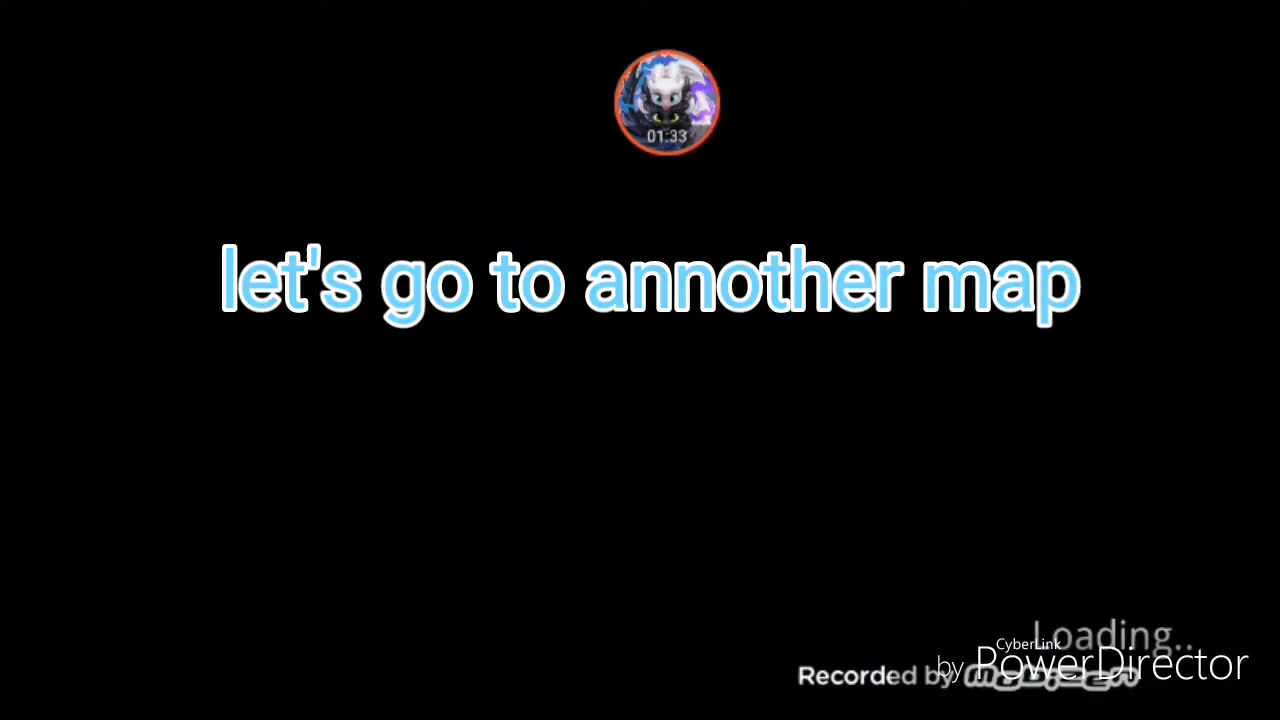 01:33
let's go to annother map
Loading..
CyberLink
by PowerDirector
Recorded by